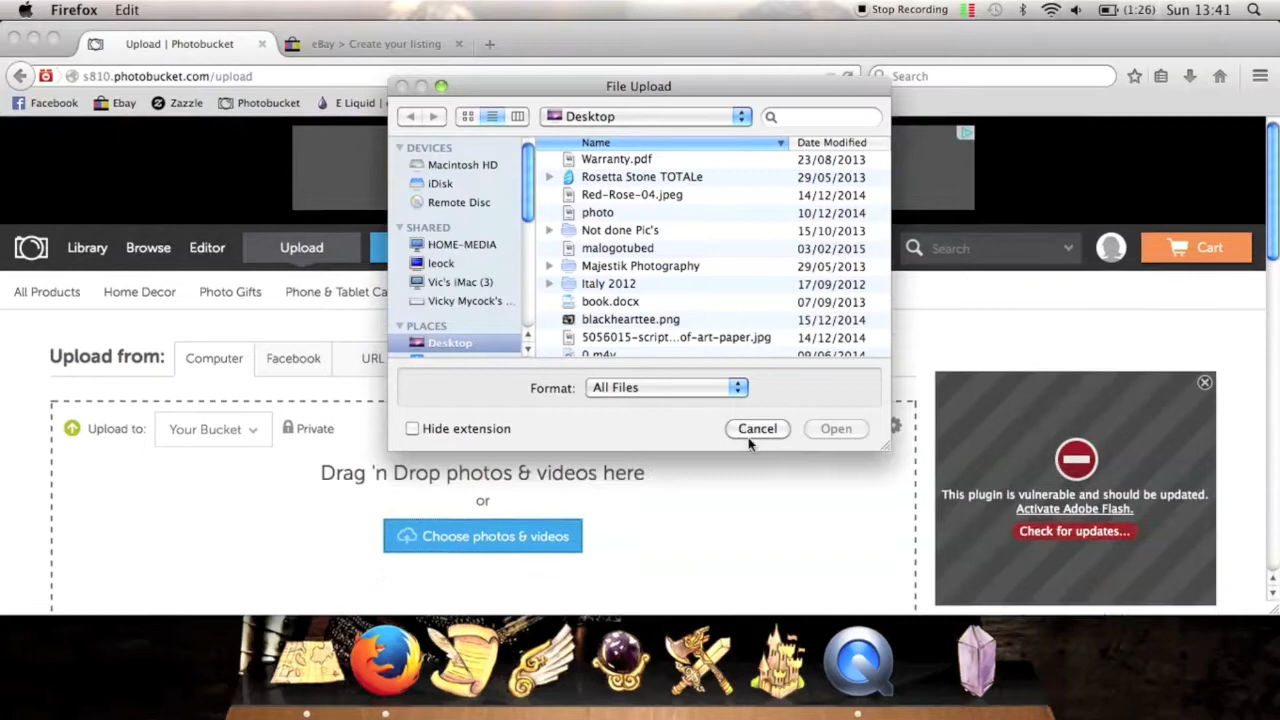 Firefox Edit Stop Recording (1:26) Sun 13:41
Upload | Photobucket eBay > Create your listing
s810.photobucket.com/upload Search
Facebook Ebay Zazzle Photobucket E Liquid |
File Upload
Desktop
DEVICES
Macintosh HD
iDisk
Remote Disc
SHARED
HOME-MEDIA
leock
Vic's iMac (3)
Vicky Mycock's ...
PLACES
Desktop
Name Date Modified
Warranty.pdf 23/08/2013
Rosetta Stone TOTALe 29/05/2013
Red-Rose-04.jpeg 14/12/2014
photo 10/12/2014
Not done Pic's 15/10/2013
malogotubed 03/02/2015
Majestik Photography 29/05/2013
Italy 2012 17/09/2012
book.docx 07/09/2013
blackhearttee.png 15/12/2014
5056015-script...of-art-paper.jpg 14/12/2014
0.m4v 09/06/2014
Format: All Files
Hide extension Cancel Open
Library Browse Editor Upload Search Cart
All Products Home Decor Photo Gifts Phone & Tablet Ca
Upload from: Computer Facebook URL
Upload to: Your Bucket Private
Drag 'n Drop photos & videos here
or
Choose photos & videos
This plugin is vulnerable and should be updated.
Activate Adobe Flash.
Check for updates...